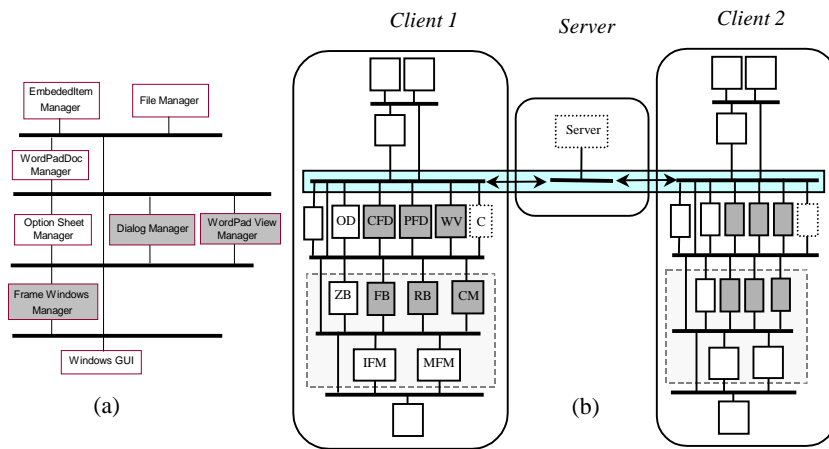 Client 1
Server
Client 2
EmbededItem
Manager
File Manager
WordPadDoc
Manager
Option Sheet
Manager
Dialog Manager
WordPad View
Manager
Frame Windows
Manager
Windows GUI
(a)
Server
OD CFD PFD WV C
ZB FB RB CM
IFM MFM
(b)